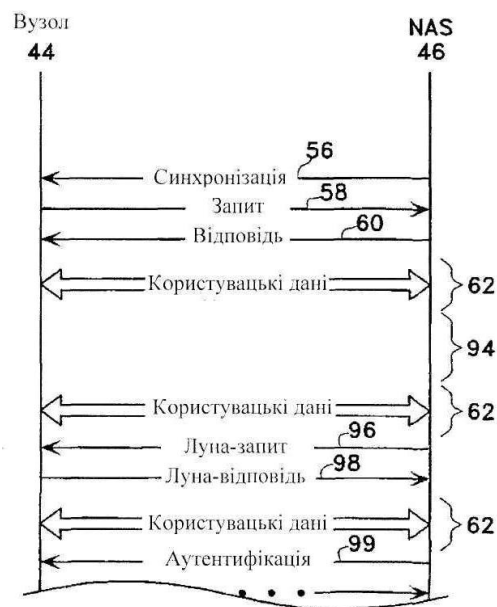 Вузол NAS
44 46
56
Синхронізація
58
Запит
60
Відповідь
Користувацькі дані 62
94
Користувацькі дані 62
96
Луна-запит
98
Луна-відповідь
Користувацькі дані 62
99
Аутентифікація